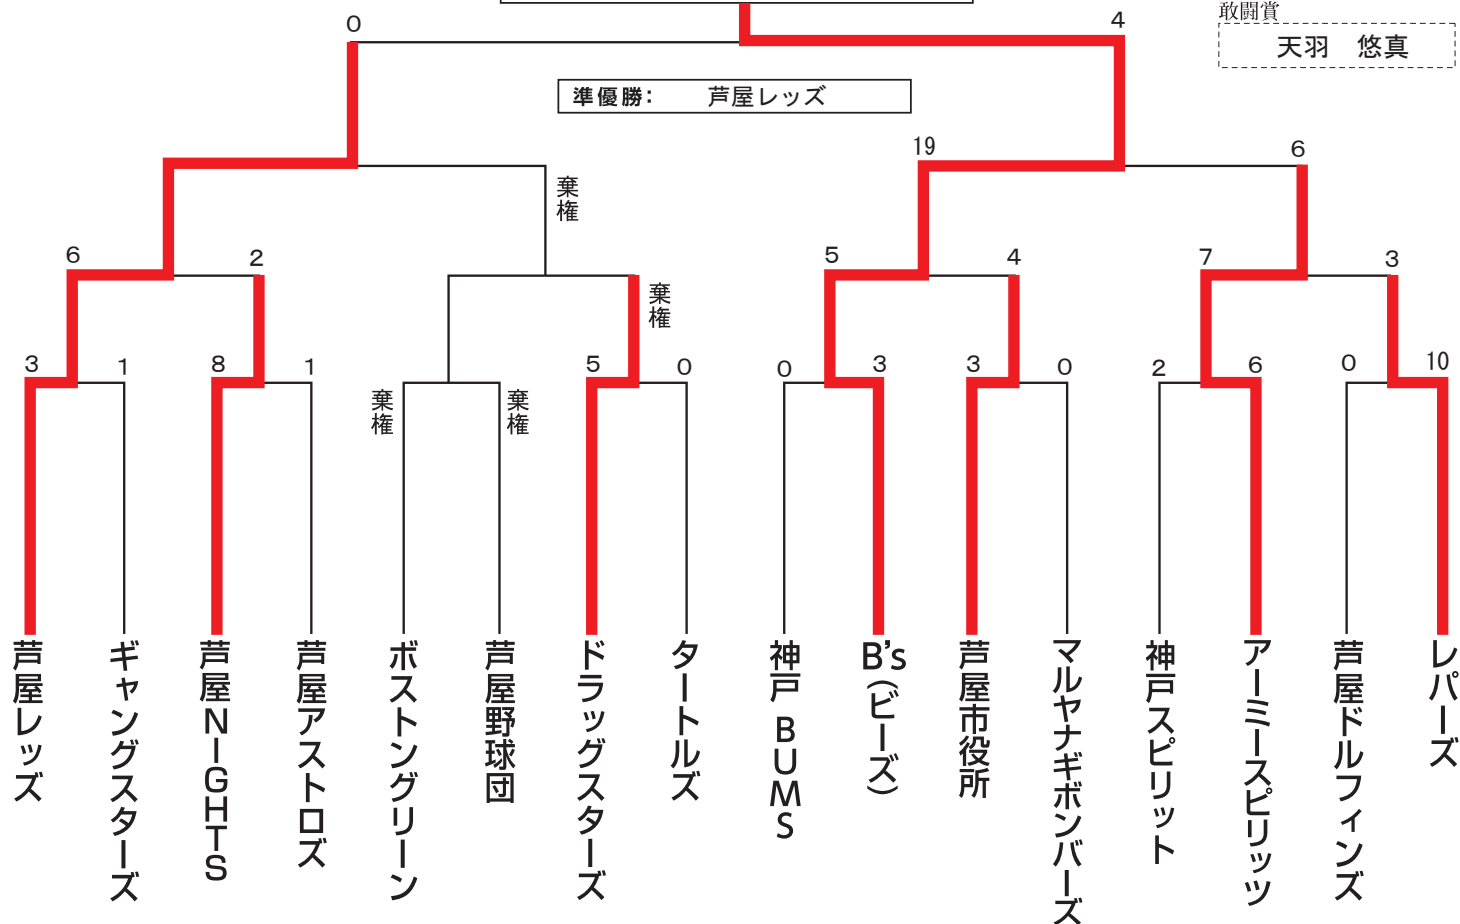 敢闘賞
天羽　悠真
0
4
準優勝：　芦屋レッズ
19
6
棄権
6
2
5
4
7
3
棄権
3
1
8
1
5
0
0
3
3
0
2
6
0
10
棄権
棄権
芦屋レッズ
ギャングスターズ
芦屋NIGHTS
芦屋アストロズ
ボストングリーン
芦屋野球団
ドラッグスターズ
タートルズ
神戸 BUMS
B's（ビーズ）
芦屋市役所
マルヤナギボンバーズ
神戸スピリット
アーミースピリッツ
芦屋ドルフィンズ
レパーズ